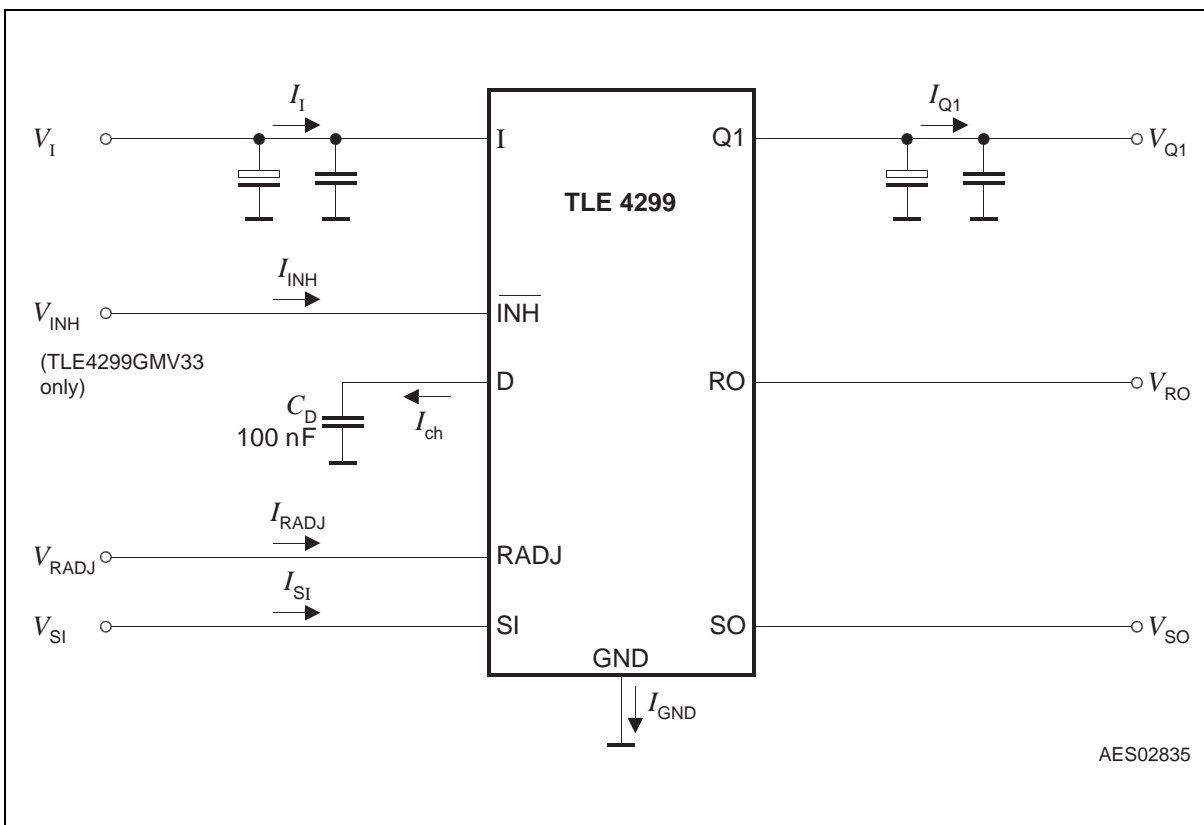 I_I
I_Q1
V_I
I
Q1
V_Q1
TLE 4299
I_INH
V_INH
INH
(TLE4299GMV33
only)
D
RO
V_RO
C_D
100 nF
I_ch
I_RADJ
V_RADJ
RADJ
I_SI
V_SI
SI
SO
V_SO
GND
I_GND
AES02835